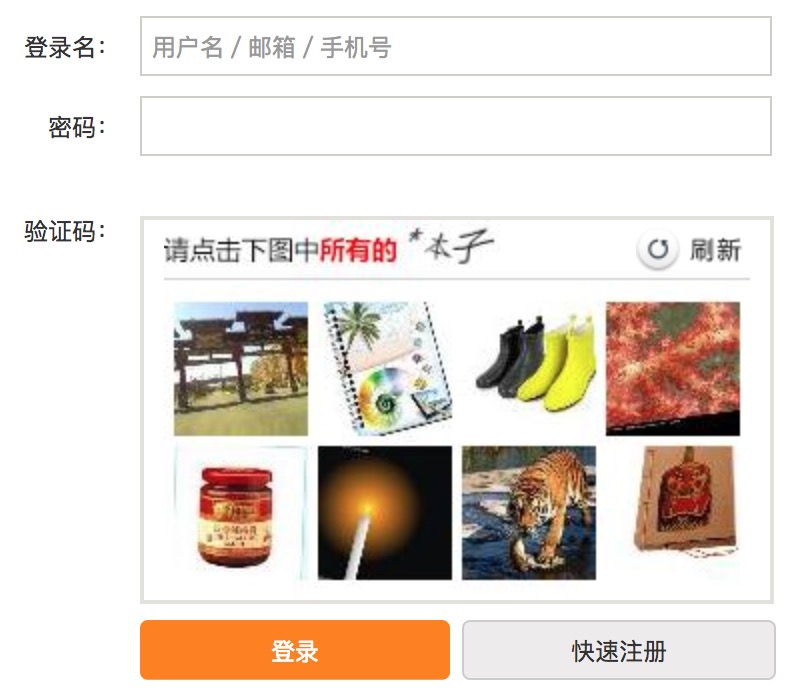 登录名：
用户名 / 邮箱 / 手机号
密码：
验证码：
请点击下图中所有的 本子
刷新
登录
快速注册